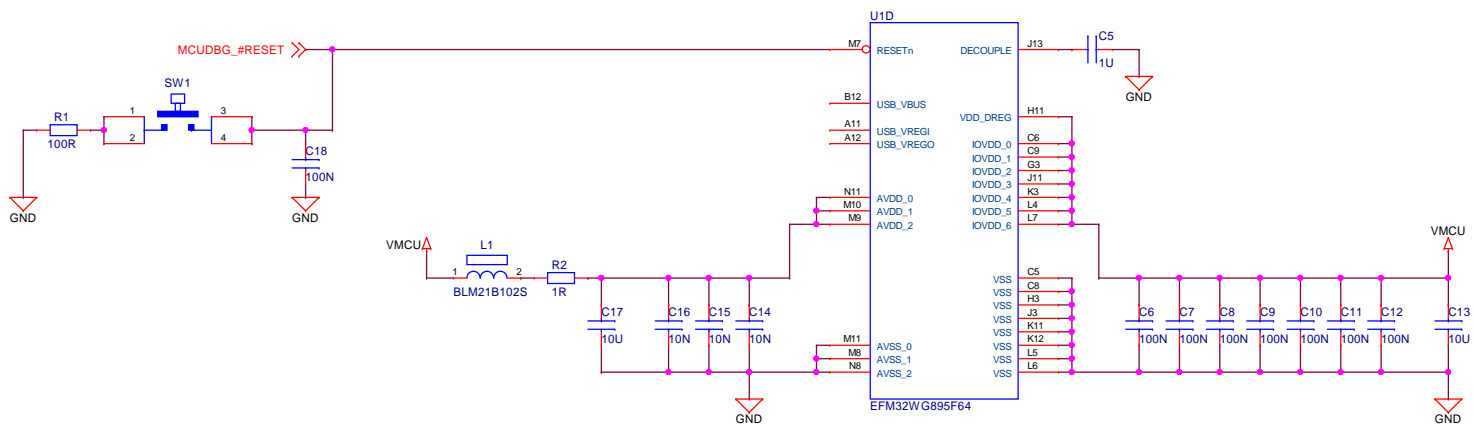 U1D
MCUDBG_#RESET
M7
RESETn
DECOUPLE
J13
C5
1U
GND
SW1
R1
100R
1
2
3
4
C18
100N
GND
GND
B12
USB_VBUS
A11
USB_VREGI
A12
USB_VREGO
VDD_DREG
H11
IOVDD_0
C6
IOVDD_1
C9
IOVDD_2
G3
IOVDD_3
J11
IOVDD_4
K3
IOVDD_5
L4
IOVDD_6
L7
N11
AVDD_0
M10
AVDD_1
M9
AVDD_2
VMCU
L1
1
2
BLM21B102S
R2
1R
C17
10U
C16
10N
C15
10N
C14
10N
VSS
C5
VSS
C8
VSS
H3
VSS
J3
VSS
K11
VSS
K12
VSS
L5
VSS
L6
M11
AVSS_0
M8
AVSS_1
N8
AVSS_2
GND
EFM32WG895F64
VMCU
C6
100N
C7
100N
C8
100N
C9
100N
C10
100N
C11
100N
C12
100N
C13
10U
GND